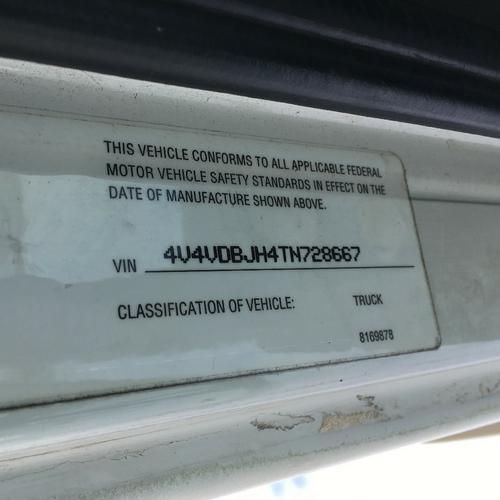 THIS VEHICLE CONFORMS TO ALL APPLICABLE FEDERAL
MOTOR VEHICLE SAFETY STANDARDS IN EFFECT ON THE
DATE OF MANUFACTURE SHOWN ABOVE.
VIN 4V4VDBJH4TN728667
CLASSIFICATION OF VEHICLE: TRUCK
8169878